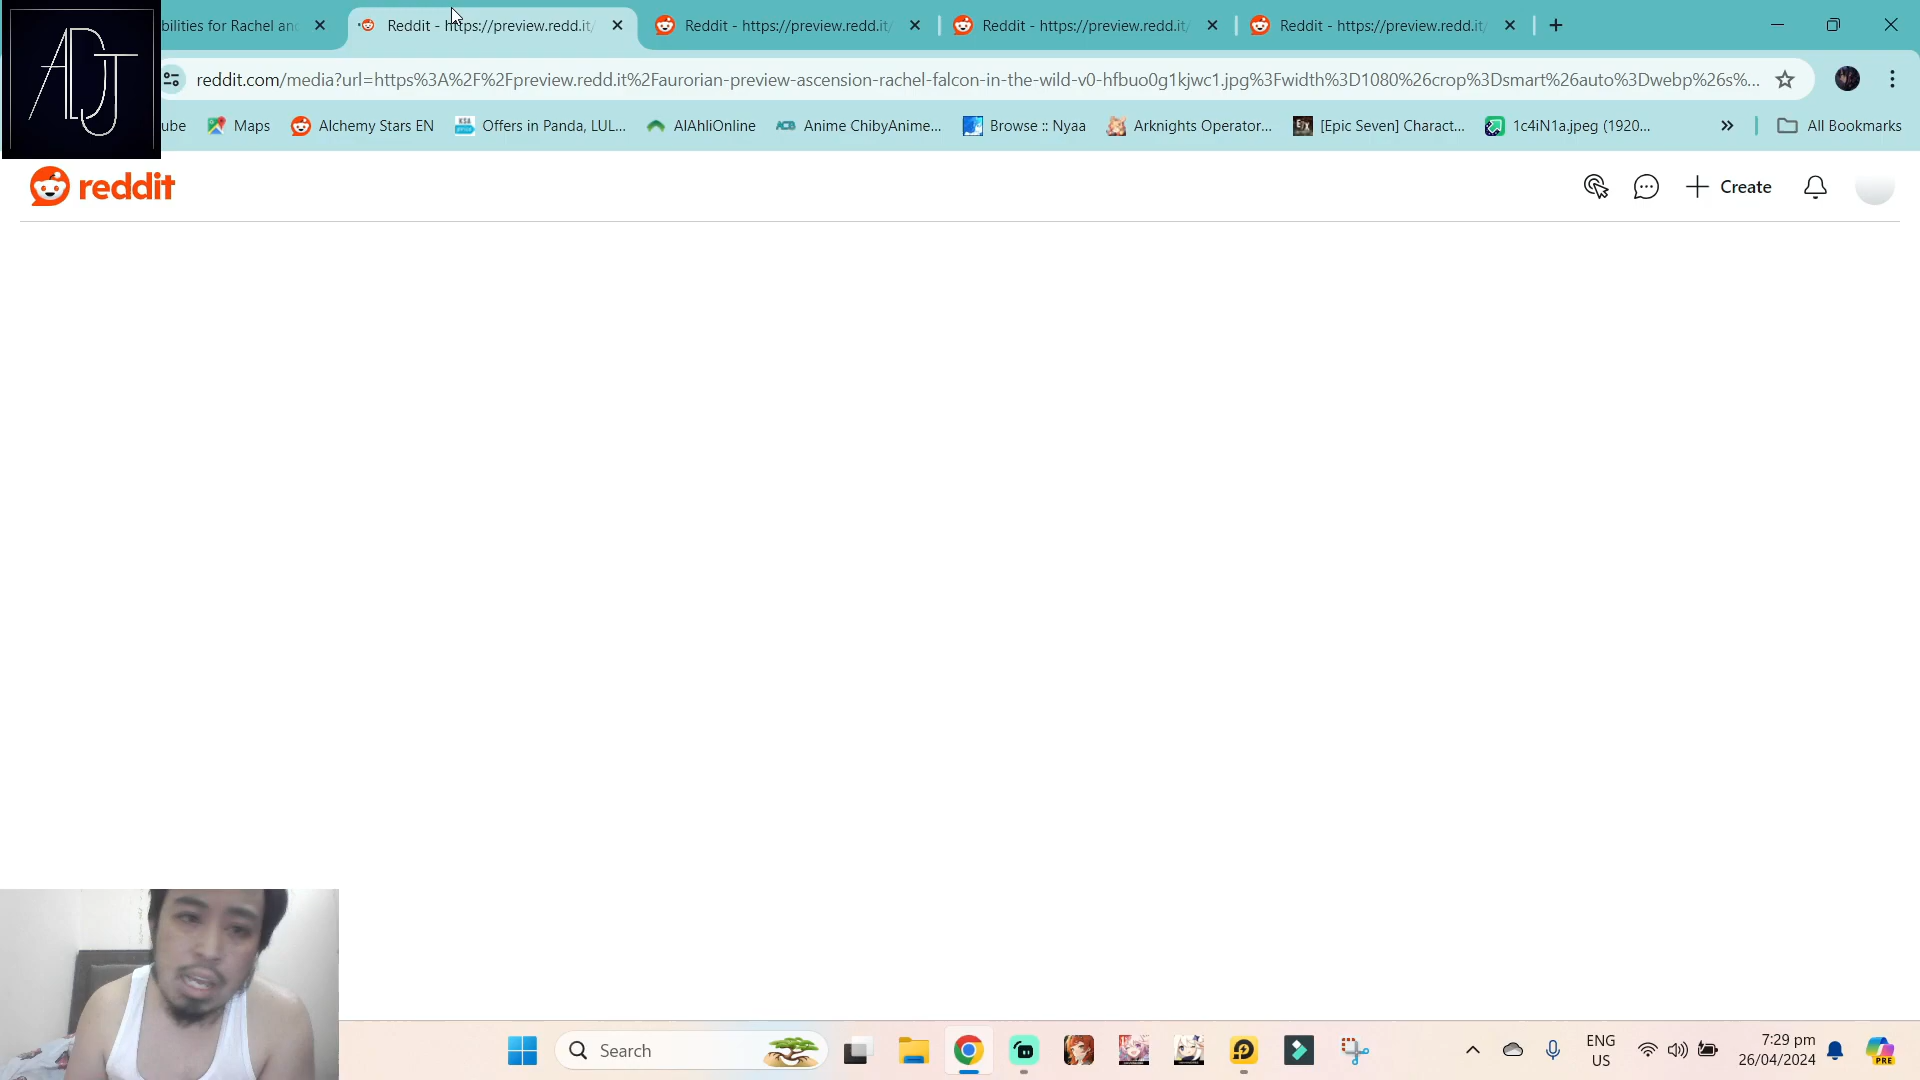 ADJ
bilities for Rachel and
Reddit - https://preview.redd.it/
Reddit - https://preview.redd.it/
Reddit - https://preview.redd.it/
Reddit - https://preview.redd.it/
reddit.com/media?url=https%3A%2F%2Fpreview.redd.it%2Faurorian-preview-ascension-rachel-falcon-in-the-wild-v0-hfbuo0g1kjwc1.jpg%3Fwidth%3D1080%26crop%3Dsmart%26auto%3Dwebp%26s%...
ube
Maps
Alchemy Stars EN
Offers in Panda, LUL...
AlAhliOnline
Anime ChibyAnime...
Browse :: Nyaa
Arknights Operator...
[Epic Seven] Charact...
1c4iN1a.jpeg (1920...
All Bookmarks
reddit
Create
Search
ENG
US
7:29 pm
26/04/2024
PRE